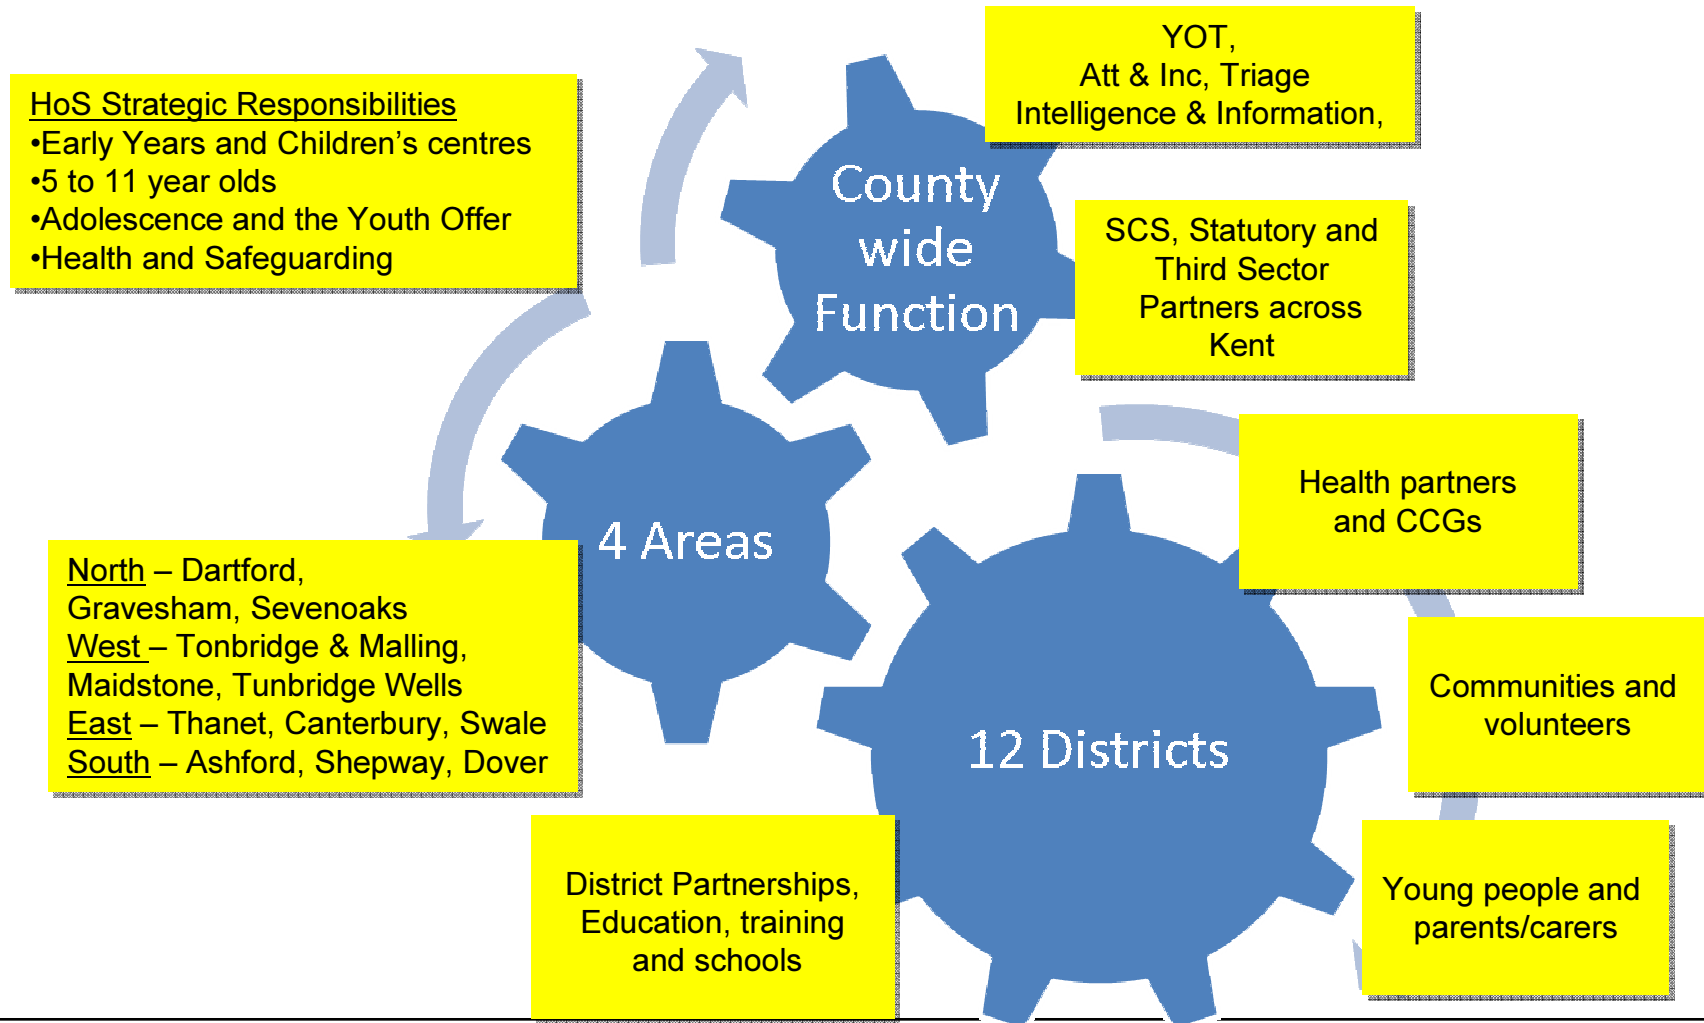 YOT,
Att & Inc, Triage
Intelligence & Information,
HoS Strategic Responsibilities
•Early Years and Children's centres
•5 to 11 year olds
•Adolescence and the Youth Offer
•Health and Safeguarding
County
wide
Function
SCS, Statutory and
Third Sector
Partners across
Kent
4 Areas
Health partners
and CCGs
North – Dartford,
Gravesham, Sevenoaks
West – Tonbridge & Malling,
Maidstone, Tunbridge Wells
East – Thanet, Canterbury, Swale
South – Ashford, Shepway, Dover
12 Districts
Communities and
volunteers
District Partnerships,
Education, training
and schools
Young people and
parents/carers